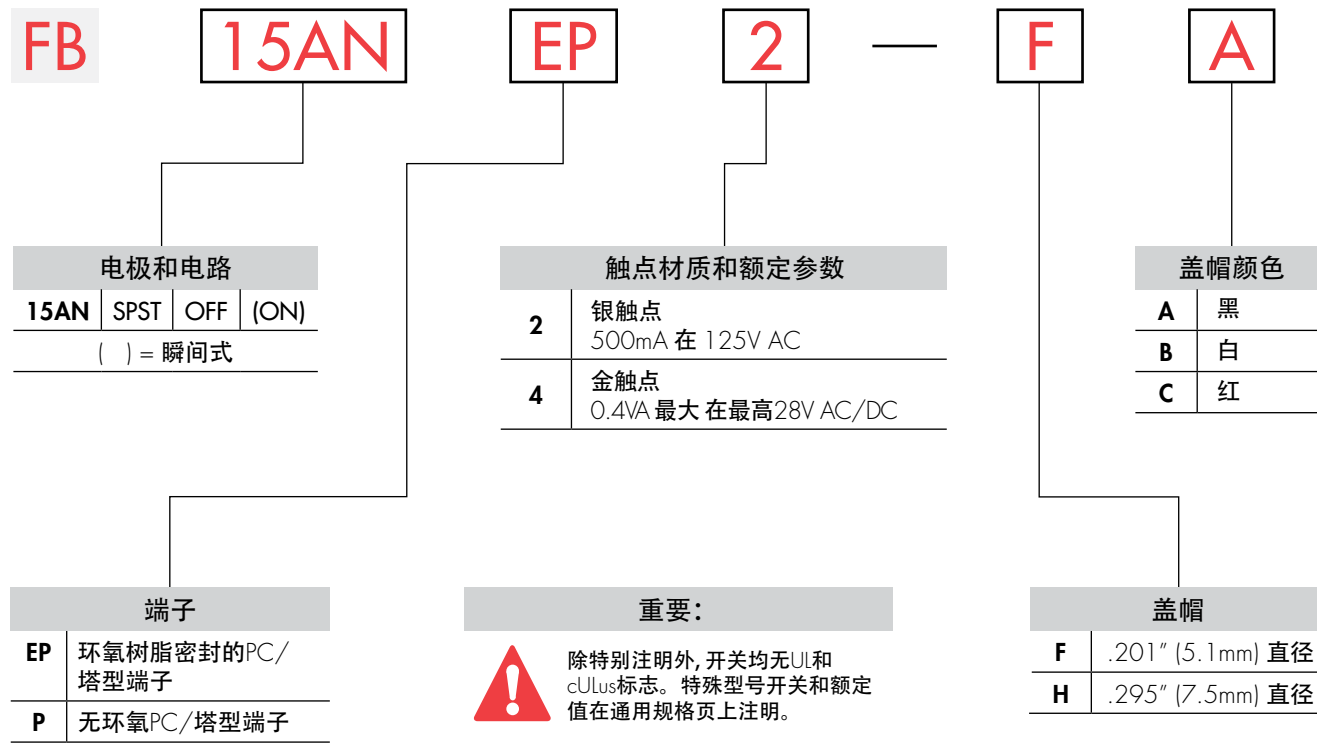 FB 15AN EP 2 — F A
电极和电路
15AN SPST OFF (ON)
( ) = 瞬间式
触点材质和额定参数
2 银触点
500mA 在 125V AC
4 金触点
0.4VA 最大 在最高28V AC/DC
盖帽颜色
A 黑
B 白
C 红
端子
EP 环氧树脂密封的PC/
塔型端子
P 无环氧PC/塔型端子
重要：
除特别注明外, 开关均无UL和
cULus标志。特殊型号开关和额定
值在通用规格页上注明。
盖帽
F .201" (5.1mm) 直径
H .295" (7.5mm) 直径